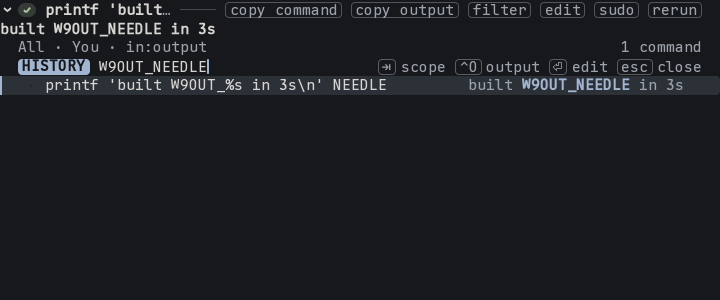 printf 'built… copy command copy output filter edit sudo rerun
built W9OUT_NEEDLE in 3s
All · You · in:output 1 command
HISTORY W9OUT_NEEDLE ⇥ scope ^O output ⏎ edit esc close
· printf 'built W9OUT_%s in 3s\n' NEEDLE built W9OUT_NEEDLE in 3s